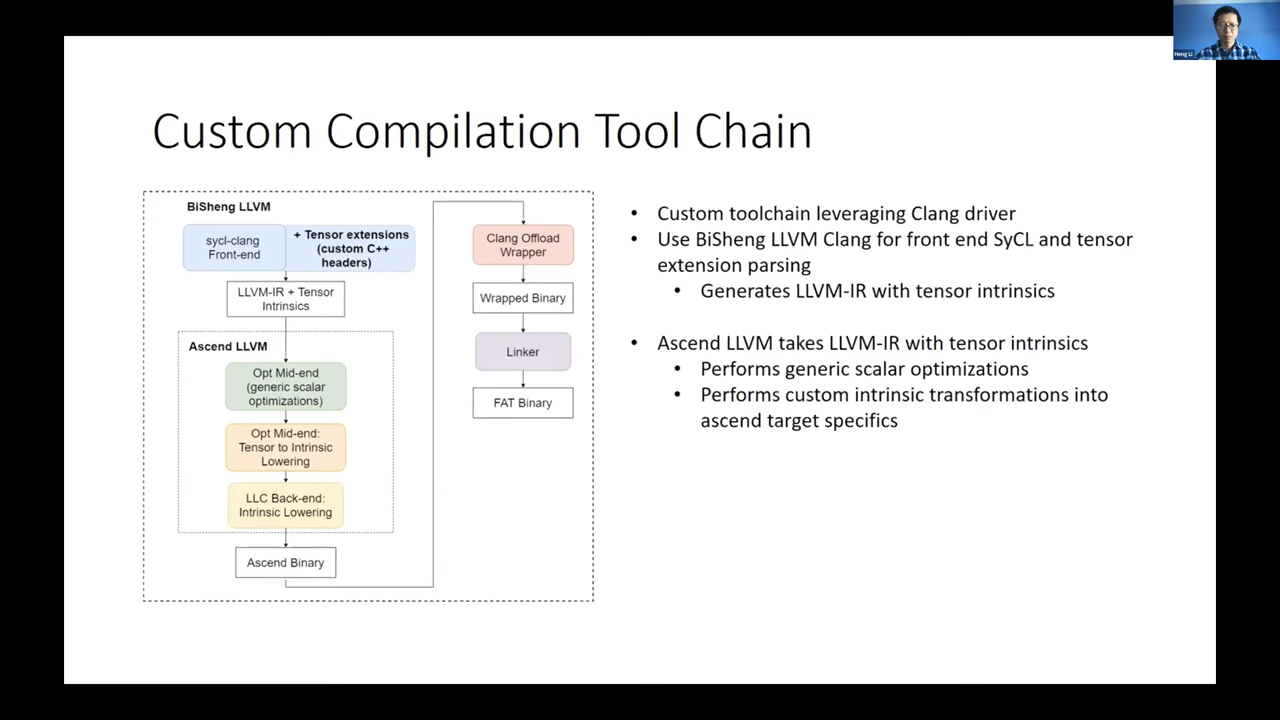 Heng Li
Custom Compilation Tool Chain
BiSheng LLVM
sycl-clang
Front-end
+ Tensor extensions
(custom C++
headers)
LLVM-IR + Tensor
Intrinsics
Ascend LLVM
Opt Mid-end
(generic scalar
optimizations)
Opt Mid-end:
Tensor to Intrinsic
Lowering
LLC Back-end:
Intrinsic Lowering
Ascend Binary
Clang Offload
Wrapper
Wrapped Binary
Linker
FAT Binary
• Custom toolchain leveraging Clang driver
• Use BiSheng LLVM Clang for front end SyCL and tensor
extension parsing
• Generates LLVM-IR with tensor intrinsics
• Ascend LLVM takes LLVM-IR with tensor intrinsics
• Performs generic scalar optimizations
• Performs custom intrinsic transformations into
ascend target specifics